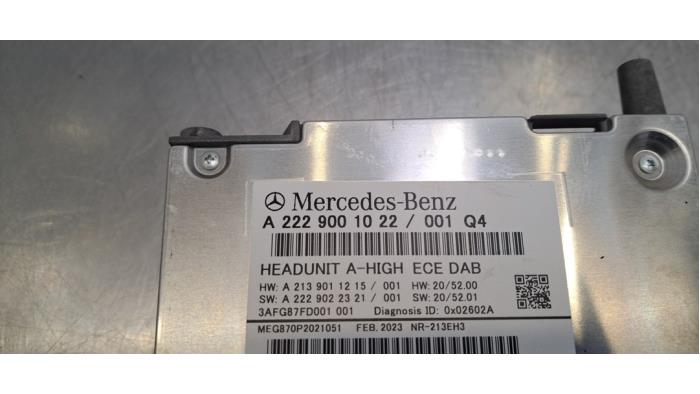 Mercedes-Benz
A 222 900 10 22 / 001 Q4
HEADUNIT A-HIGH ECE DAB
HW: A 213 901 12 15 / 001 HW: 20/52.00
SW: A 222 902 23 21 / 001 SW: 20/52.01
3AFG87FD001 001 Diagnosis ID: 0x02602A
MEG870P2021051 FEB. 2023 NR-213EH3